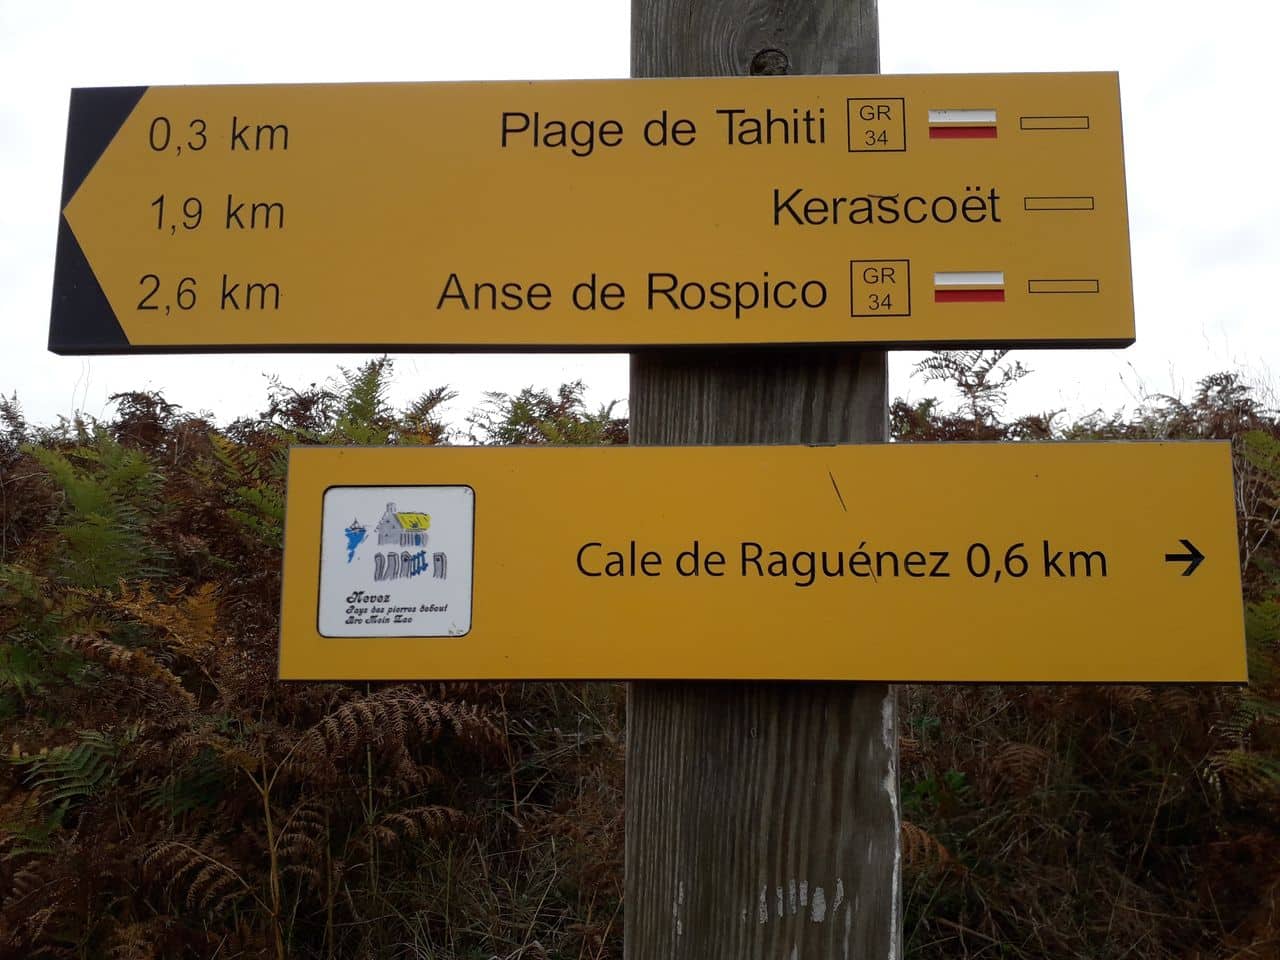 0,3 km Plage de Tahiti GR 34
1,9 km Kerascoët
2,6 km Anse de Rospico GR 34
Cale de Raguénez 0,6 km →
Nevez
Pays des pierres debout
Bro Mein Zao